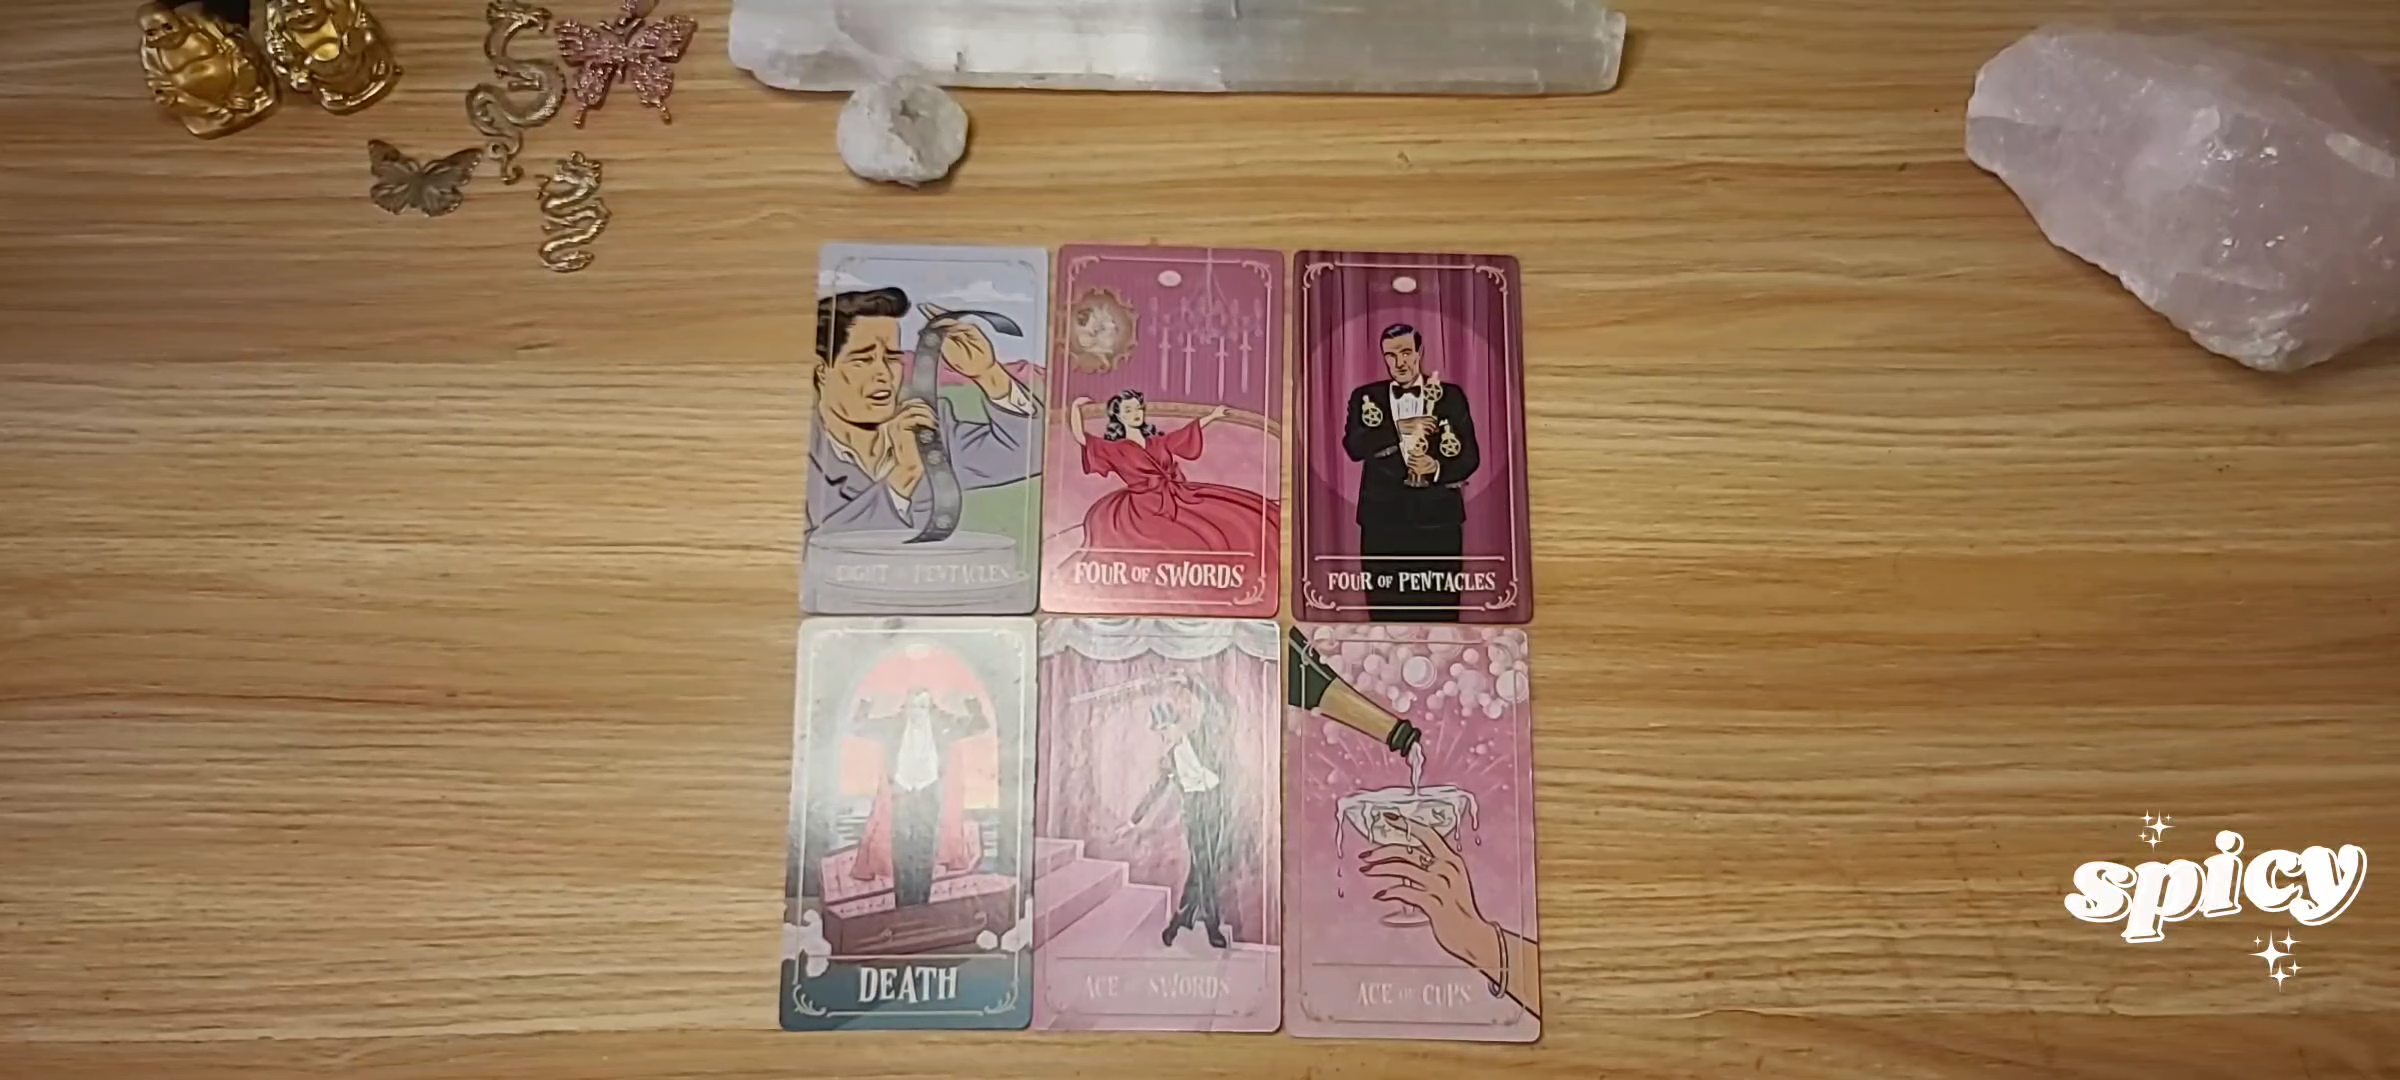 EIGHT OF PENTACLES
FOUR OF SWORDS
FOUR OF PENTACLES
DEATH
ACE OF SWORDS
ACE OF CUPS
spicy